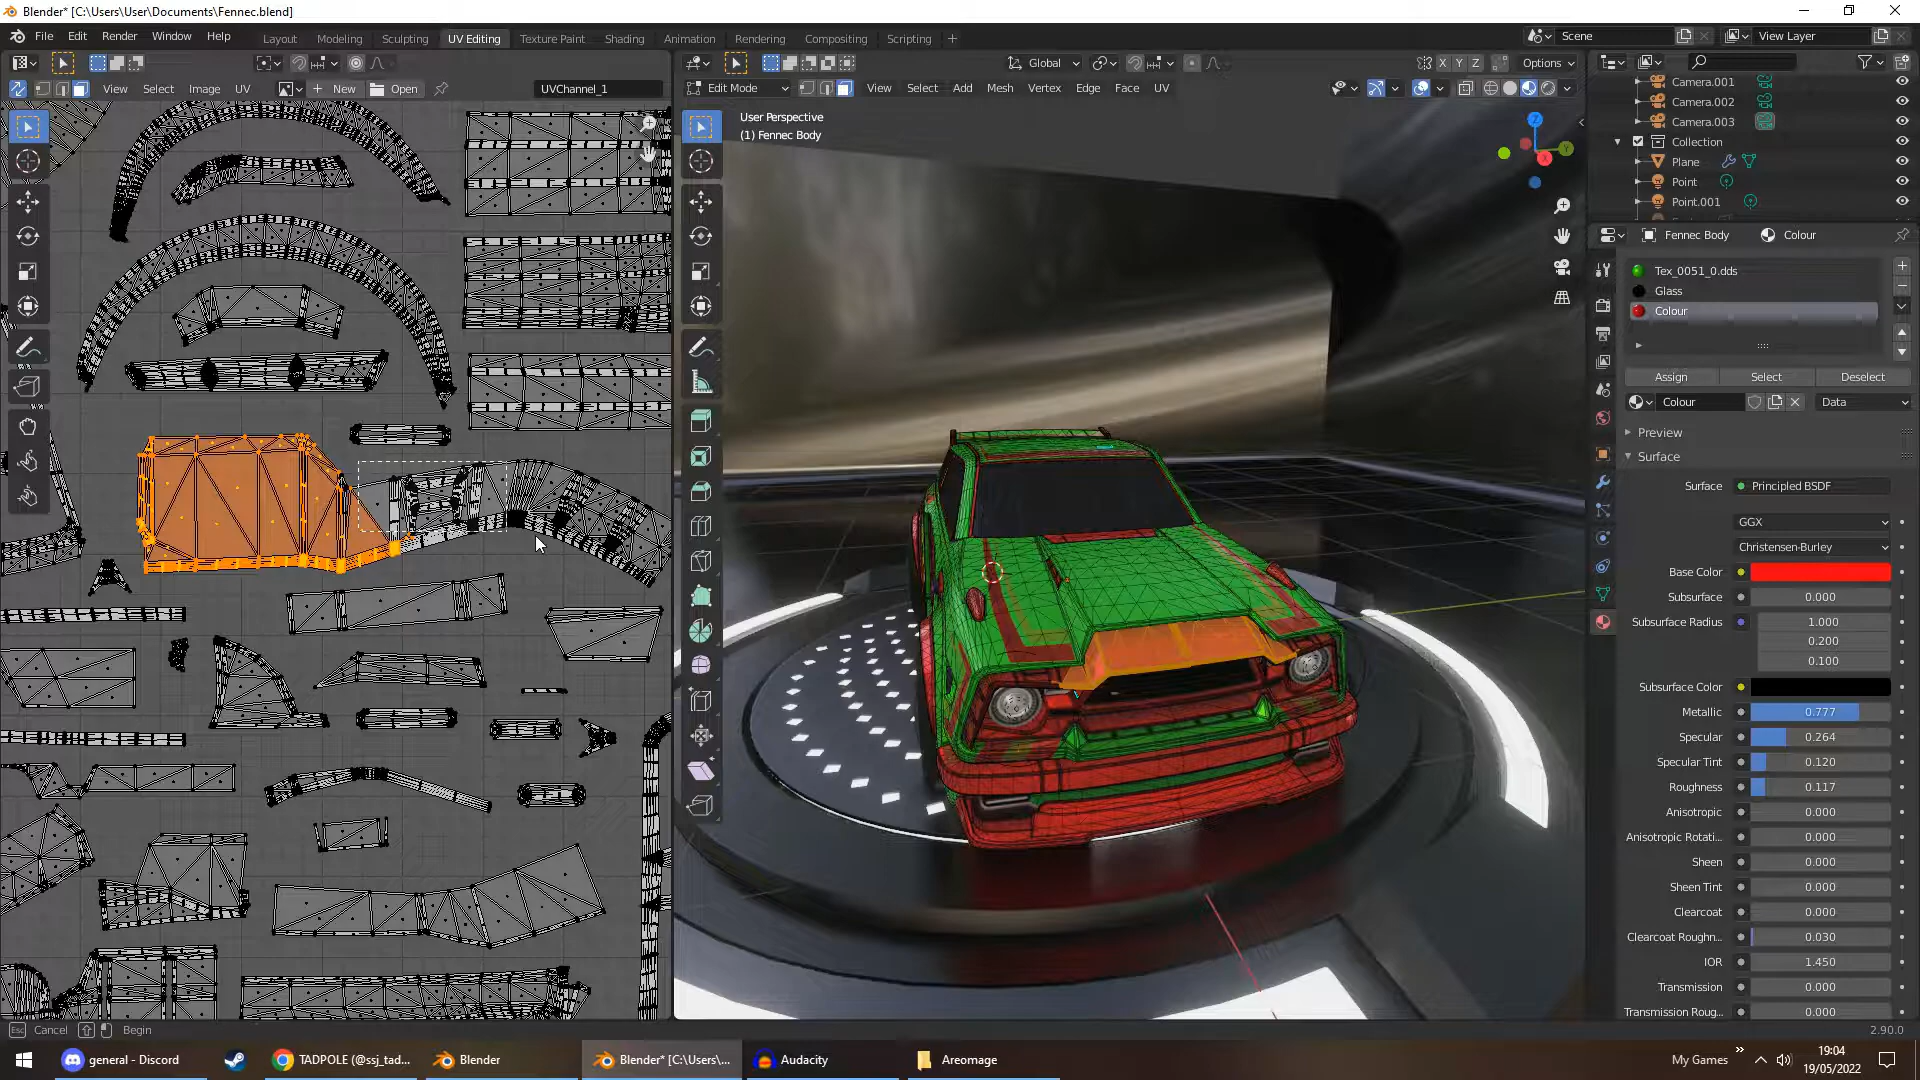 Blender* [C:\Users\User\Documents\Fennec.blend]
File Edit Render Window Help
Layout Modeling Sculpting UV Editing Texture Paint Shading Animation Rendering Compositing Scripting +
Scene View Layer
Global X Y Z Options
View Select Image UV New Open UVChannel_1
Edit Mode View Select Add Mesh Vertex Edge Face UV
User Perspective
(1) Fennec Body
Z
Y
X
Camera.001
Camera.002
Camera.003
Collection
Plane
Point
Point.001
Fennec Body Colour
Tex_0051_0.dds
Glass
Colour
Assign Select Deselect
Colour Data
Preview
Surface
Surface Principled BSDF
GGX
Christensen-Burley
Base Color
Subsurface 0.000
Subsurface Radius 1.000
0.200
0.100
Subsurface Color
Metallic 0.777
Specular 0.264
Specular Tint 0.120
Roughness 0.117
Anisotropic 0.000
Anisotropic Rotati... 0.000
Sheen 0.000
Sheen Tint 0.000
Clearcoat 0.000
Clearcoat Roughn... 0.030
IOR 1.450
Transmission 0.000
Transmission Roug... 0.000
Esc Cancel Begin
2.90.0
general - Discord
TADPOLE (@ssj_tad...
Blender
Blender* [C:\Users\...
Audacity
Areomage
My Games
19:04
19/05/2022